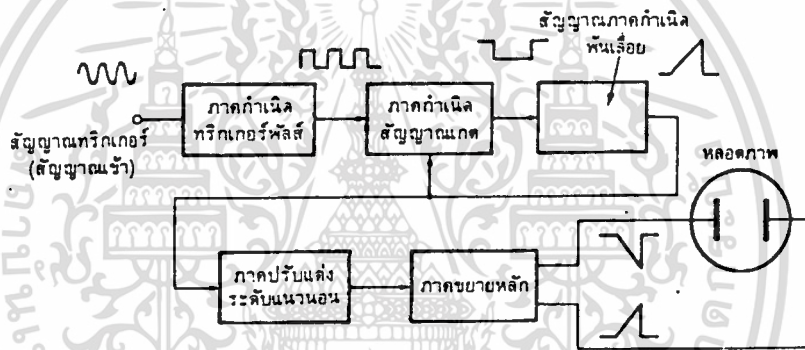 สัญญาณภาคกำเนิด
ฟันเลื่อย
ภาคกำเนิด
ทริกเกอร์พัลส์
ภาคกำเนิด
สัญญาณเกต
สัญญาณทริกเกอร์
(สัญญาณเข้า)
หลอดภาพ
ภาคปรับแต่ง
ระดับแนวนอน
ภาคขยายหลัก